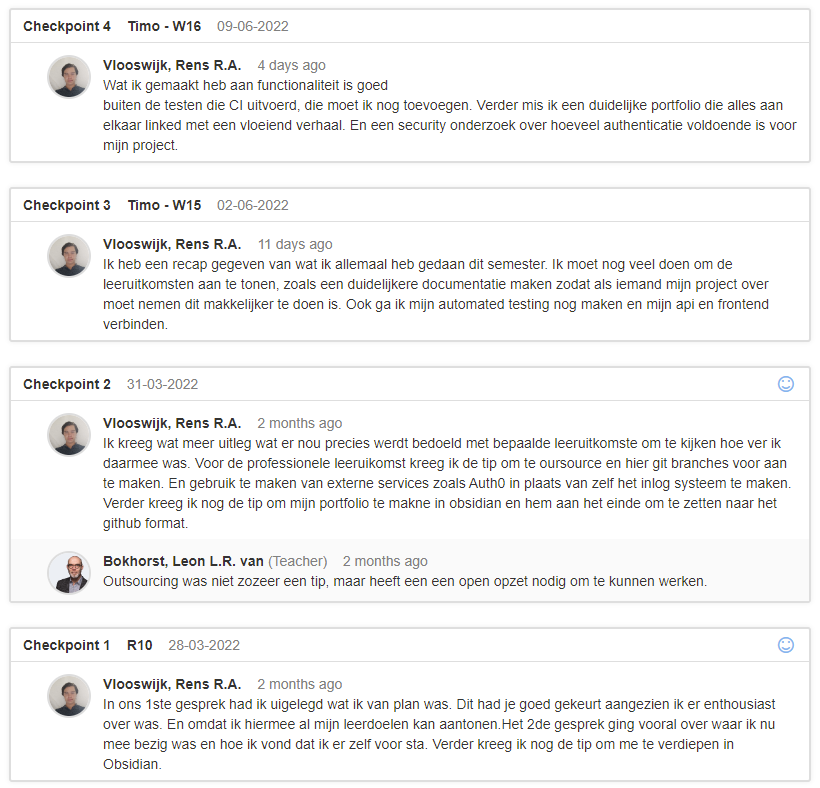 Checkpoint 4 Timo - W16 09-06-2022
Vlooswijk, Rens R.A. 4 days ago
Wat ik gemaakt heb aan functionaliteit is goed
buiten de testen die CI uitvoerd, die moet ik nog toevoegen. Verder mis ik een duidelijke portfolio die alles aan
elkaar linked met een vloeiend verhaal. En een security onderzoek over hoeveel authenticatie voldoende is voor
mijn project.
Checkpoint 3 Timo - W15 02-06-2022
Vlooswijk, Rens R.A. 11 days ago
Ik heb een recap gegeven van wat ik allemaal heb gedaan dit semester. Ik moet nog veel doen om de
leeruitkomsten aan te tonen, zoals een duidelijkere documentatie maken zodat als iemand mijn project over
moet nemen dit makkelijker te doen is. Ook ga ik mijn automated testing nog maken en mijn api en frontend
verbinden.
Checkpoint 2 31-03-2022
Vlooswijk, Rens R.A. 2 months ago
Ik kreeg wat meer uitleg wat er nou precies werdt bedoeld met bepaalde leeruitkomste om te kijken hoe ver ik
daarmee was. Voor de professionele leeruikomst kreeg ik de tip om te oursource en hier git branches voor aan
te maken. En gebruik te maken van externe services zoals Auth0 in plaats van zelf het inlog systeem te maken.
Verder kreeg ik nog de tip om mijn portfolio te makne in obsidian en hem aan het einde om te zetten naar het
github format.
Bokhorst, Leon L.R. van (Teacher) 2 months ago
Outsourcing was niet zozeer een tip, maar heeft een een open opzet nodig om te kunnen werken.
Checkpoint 1 R10 28-03-2022
Vlooswijk, Rens R.A. 2 months ago
In ons 1ste gesprek had ik uigelegd wat ik van plan was. Dit had je goed gekeurt aangezien ik er enthousiast
over was. En omdat ik hiermee al mijn leerdoelen kan aantonen.Het 2de gesprek ging vooral over waar ik nu
mee bezig was en hoe ik vond dat ik er zelf voor sta. Verder kreeg ik nog de tip om me te verdiepen in
Obsidian.